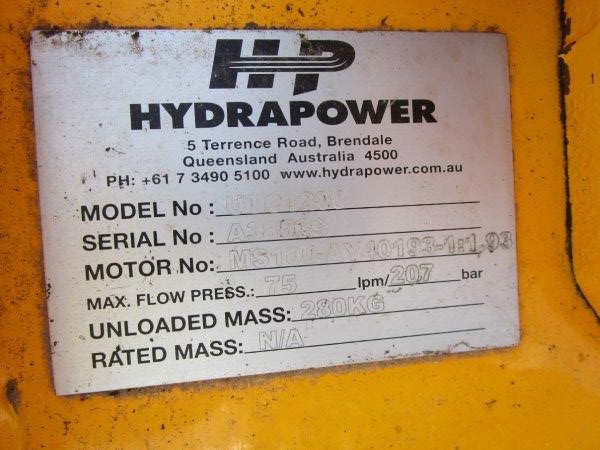 HP
HYDRAPOWER
5 Terrence Road, Brendale
Queensland Australia 4500
PH: +61 7 3490 5100 www.hydrapower.com.au
MODEL No :
SERIAL No :
MOTOR No: MS100-AY40193-1:1.93
MAX. FLOW PRESS.: 75 lpm/ 207 bar
UNLOADED MASS: 280KG
RATED MASS: N/A